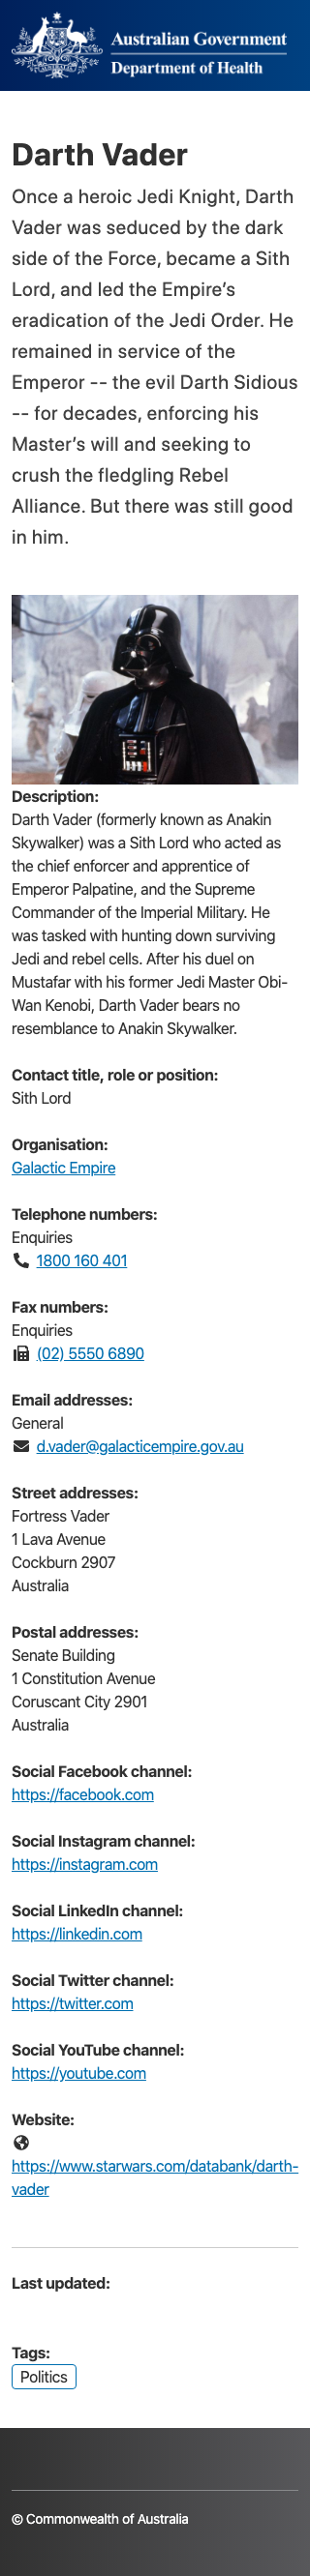 Australian Government
Department of Health
Darth Vader
Once a heroic Jedi Knight, Darth
Vader was seduced by the dark
side of the Force, became a Sith
Lord, and led the Empire’s
eradication of the Jedi Order. He
remained in service of the
Emperor -- the evil Darth Sidious
-- for decades, enforcing his
Master’s will and seeking to
crush the fledgling Rebel
Alliance. But there was still good
in him.
Description:
Darth Vader (formerly known as Anakin
Skywalker) was a Sith Lord who acted as
the chief enforcer and apprentice of
Emperor Palpatine, and the Supreme
Commander of the Imperial Military. He
was tasked with hunting down surviving
Jedi and rebel cells. After his duel on
Mustafar with his former Jedi Master Obi-
Wan Kenobi, Darth Vader bears no
resemblance to Anakin Skywalker.
Contact title, role or position:
Sith Lord
Organisation:
Galactic Empire
Telephone numbers:
Enquiries
1800 160 401
Fax numbers:
Enquiries
(02) 5550 6890
Email addresses:
General
d.vader@galacticempire.gov.au
Street addresses:
Fortress Vader
1 Lava Avenue
Cockburn 2907
Australia
Postal addresses:
Senate Building
1 Constitution Avenue
Coruscant City 2901
Australia
Social Facebook channel:
https://facebook.com
Social Instagram channel:
https://instagram.com
Social LinkedIn channel:
https://linkedin.com
Social Twitter channel:
https://twitter.com
Social YouTube channel:
https://youtube.com
Website:
https://www.starwars.com/databank/darth-
vader
Last updated:
Tags:
Politics
© Commonwealth of Australia